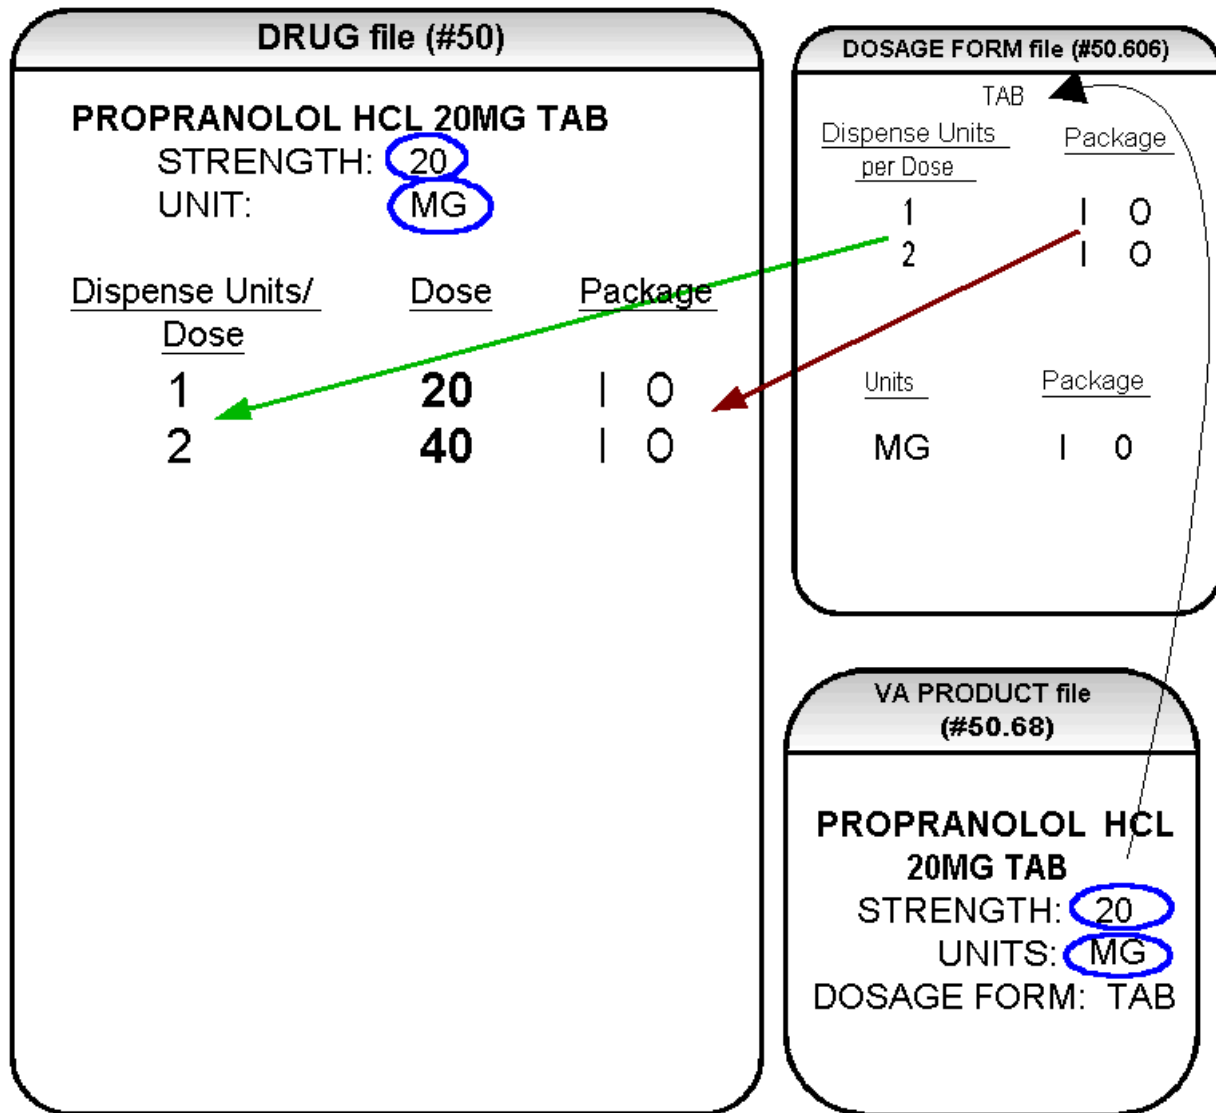 DRUG file (#50)
PROPRANOLOL HCL 20MG TAB
STRENGTH: 20
UNIT: MG
Dispense Units/ Dose Package
Dose
1 20 I O
2 40 I O
DOSAGE FORM file (#50.606)
TAB
Dispense Units Package
per Dose
1 I O
2 I O
Units Package
MG I O
VA PRODUCT file
(#50.68)
PROPRANOLOL HCL
20MG TAB
STRENGTH: 20
UNITS: MG
DOSAGE FORM: TAB